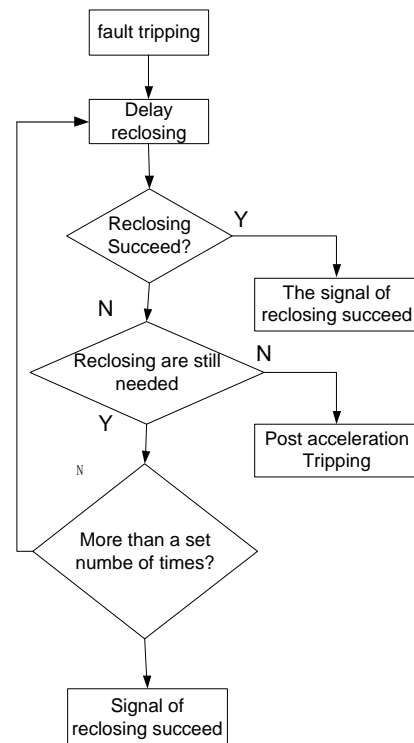 fault tripping
Delay
reclosing
Reclosing
Succeed?
Y
The signal of
reclosing succeed
N
Reclosing are still
needed
N
Post acceleration
Tripping
Y
N
More than a set
numbe of times?
Signal of
reclosing succeed